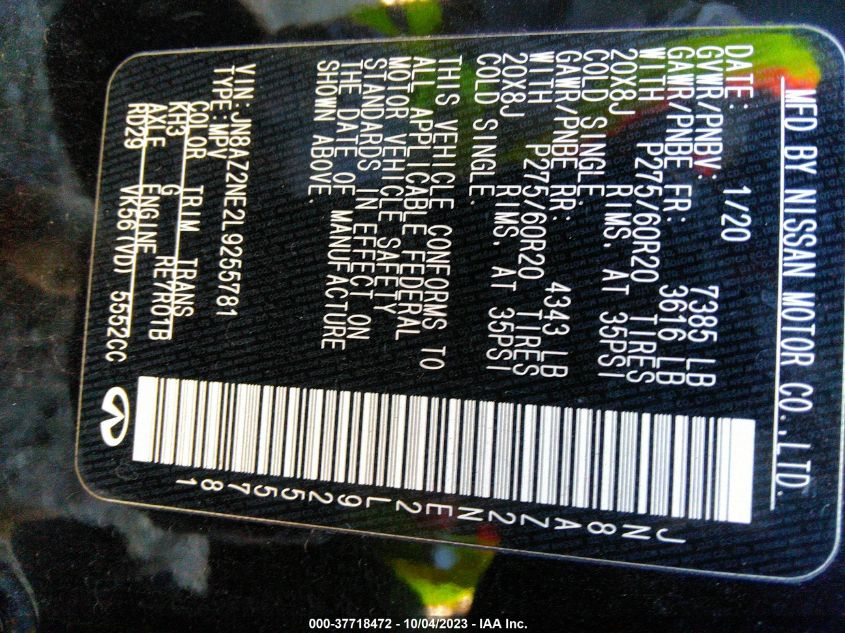 MFD BY NISSAN MOTOR CO.,LTD.
DATE: 1/20
GVWR/PNBV: 7385 LB
GAWR/PNBE FR: 3616 LB
WITH P275/60R20 TIRES
20X8J RIMS. AT 35PSI
COLD SINGLE.
GAWR/PNBE RR: 4343 LB
WITH P275/60R20 TIRES
20X8J RIMS. AT 35PSI
COLD SINGLE.
THIS VEHICLE CONFORMS TO
ALL APPLICABLE FEDERAL
MOTOR VEHICLE SAFETY
STANDARDS IN EFFECT ON
THE DATE OF MANUFACTURE
SHOWN ABOVE.
VIN:JN8AZ2NE2L9255781
TYPE:MPV
COLOR TRIM TRANS
KH3 G RE7R01B
AXLE ENGINE
RD29 VK56(VD) 5552CC
JN8AZ2NE2L9255781
000-37718472 - 10/04/2023 - IAA Inc.